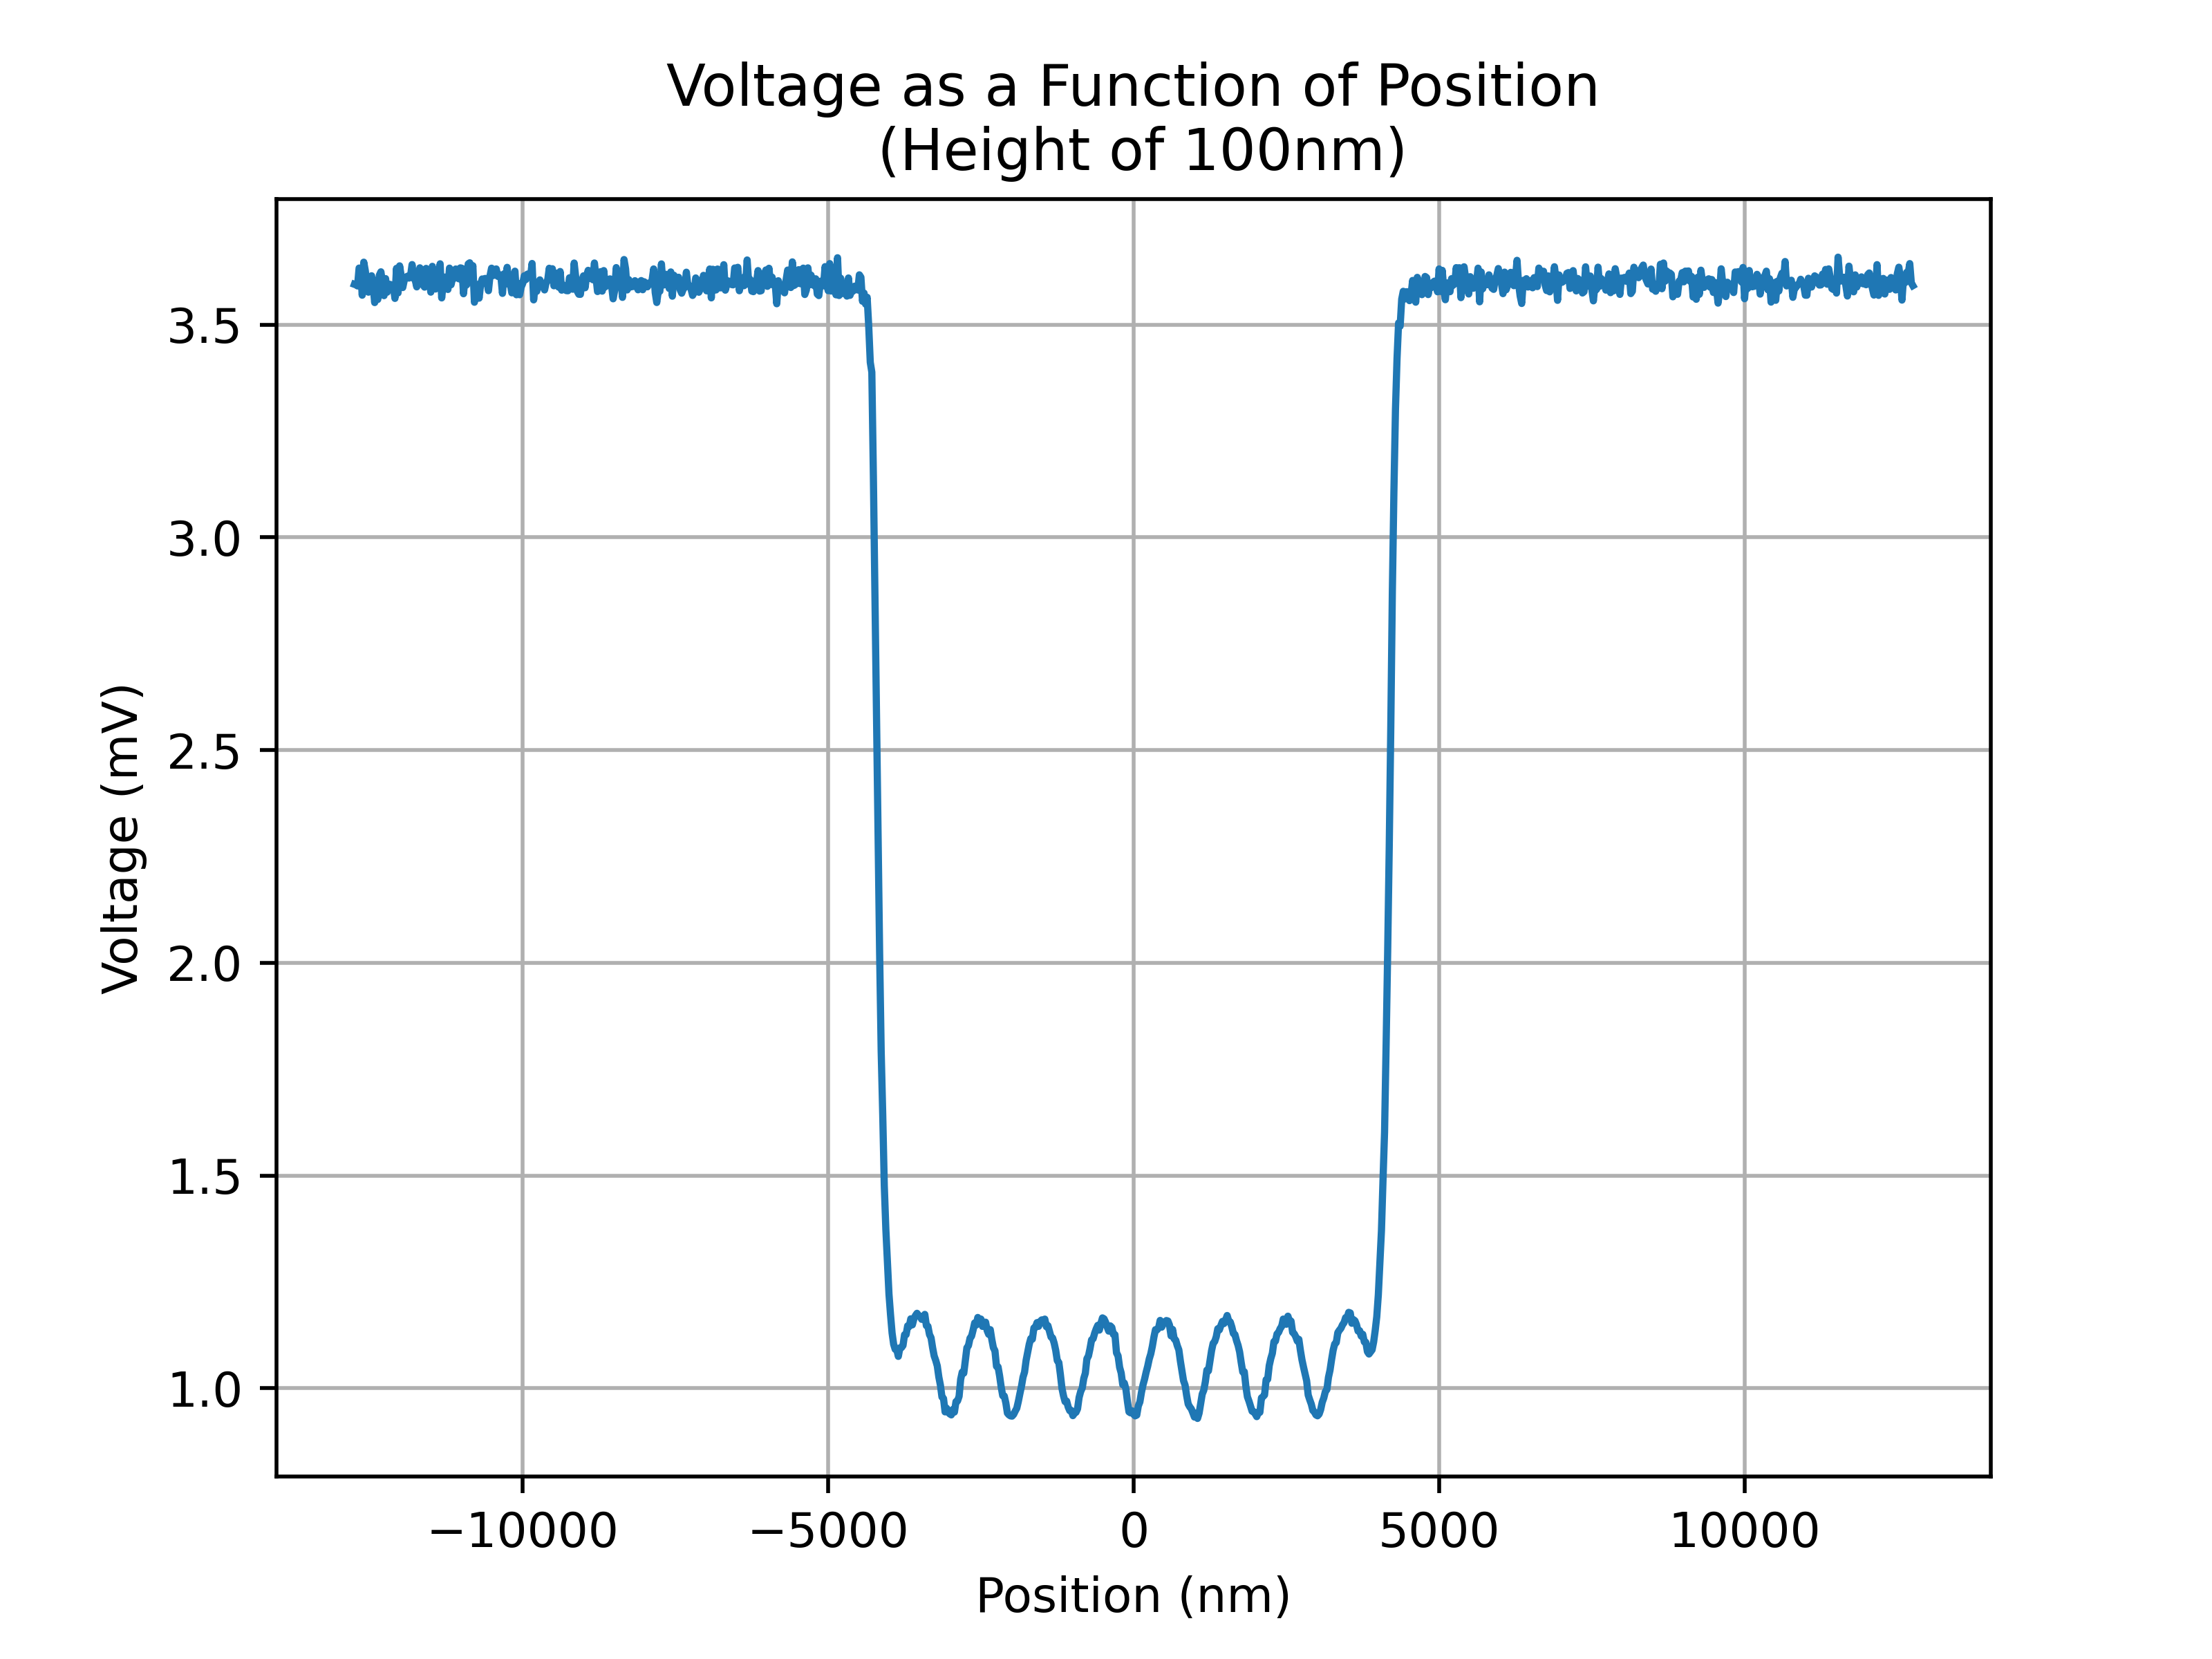 Voltage as a Function of Position
(Height of 100nm)
3.5
3.0
2.5
2.0
1.5
1.0
Voltage (mV)
−10000
−5000
0
5000
10000
Position (nm)